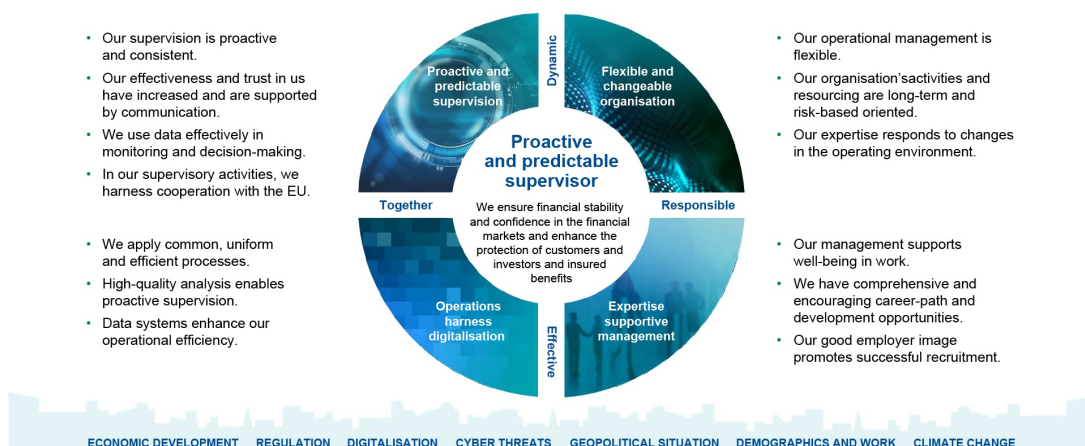 • Our supervision is proactive
and consistent.
• Our effectiveness and trust in us
have increased and are supported
by communication.
• We use data effectively in
monitoring and decision-making.
• In our supervisory activities, we
harness cooperation with the EU.
• We apply common, uniform
and efficient processes.
• High-quality analysis enables
proactive supervision.
• Data systems enhance our
operational efficiency.
Proactive and
predictable
supervision
Dynamic
Flexible and
changeable
organisation
Proactive
and predictable
supervisor
Together
Responsible
We ensure financial stability
and confidence in the financial
markets and enhance the
protection of customers and
investors and insured
benefits
Operations
harness
digitalisation
Effective
Expertise
supportive
management
• Our operational management is
flexible.
• Our organisation'sactivities and
resourcing are long-term and
risk-based oriented.
• Our expertise responds to changes
in the operating environment.
• Our management supports
well-being in work.
• We have comprehensive and
encouraging career-path and
development opportunities.
• Our good employer image
promotes successful recruitment.
ECONOMIC DEVELOPMENT REGULATION DIGITALISATION CYBER THREATS GEOPOLITICAL SITUATION DEMOGRAPHICS AND WORK CLIMATE CHANGE